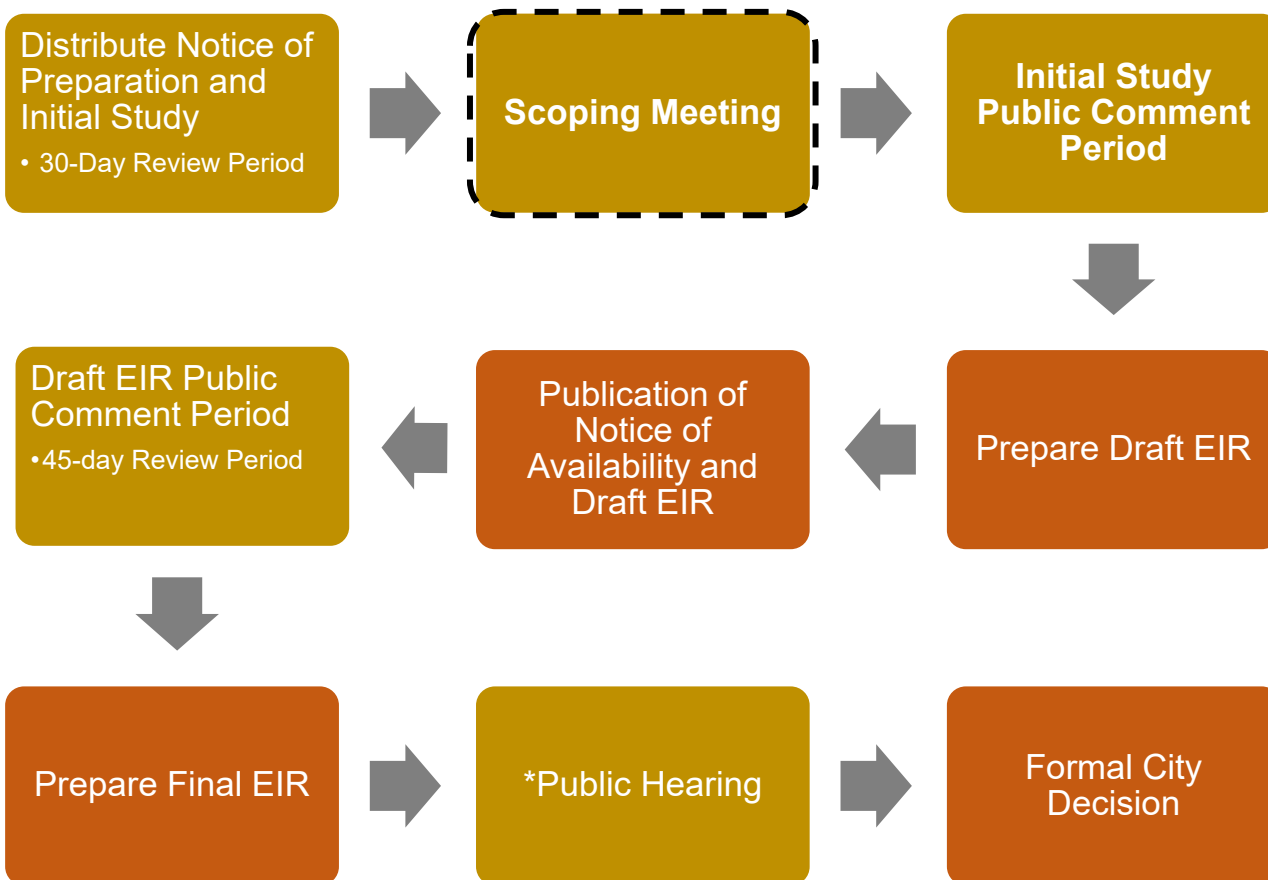 Distribute Notice of
Preparation and
Initial Study
• 30-Day Review Period
Scoping Meeting
Initial Study
Public Comment
Period
Prepare Draft EIR
Publication of
Notice of
Availability and
Draft EIR
Draft EIR Public
Comment Period
•45-day Review Period
Prepare Final EIR
*Public Hearing
Formal City
Decision